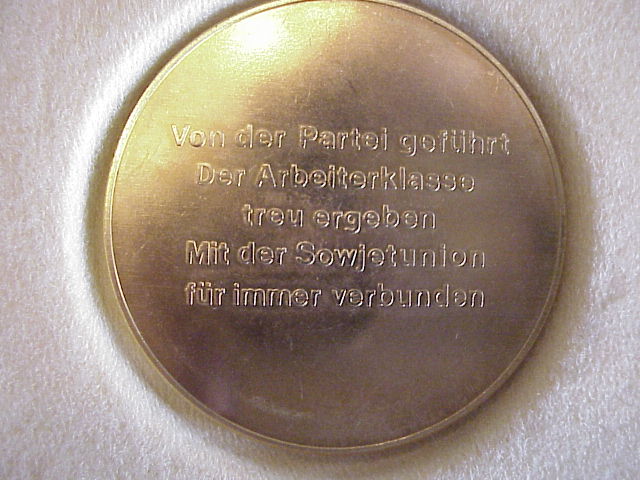 Von der Partei geführt
Der Arbeiterklasse
treu ergeben
Mit der Sowjetunion
für immer verbunden